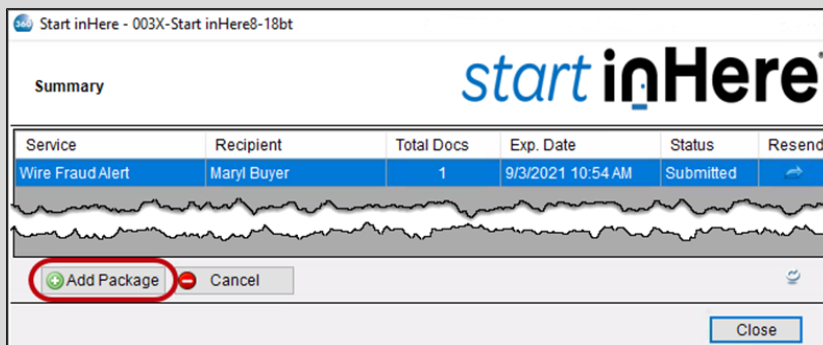 360 Start inHere - 003X-Start inHere8-18bt
Summary
start inHere
Service Recipient Total Docs Exp. Date Status Resend
Wire Fraud Alert Maryl Buyer 1 9/3/2021 10:54 AM Submitted
Add Package Cancel
Close